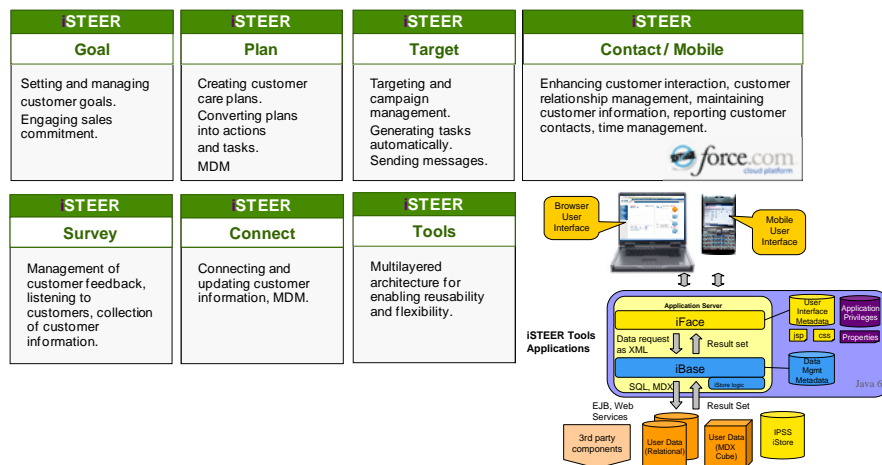 iSTEER
Goal
Setting and managing
customer goals.
Engaging sales
commitment.
iSTEER
Plan
Creating customer
care plans.
Converting plans
into actions
and tasks.
MDM
iSTEER
Target
Targeting and
campaign
management.
Generating tasks
automatically.
Sending messages.
iSTEER
Contact / Mobile
Enhancing customer interaction, customer
relationship management, maintaining
customer information, reporting customer
contacts, time management.
force.com
cloud platform
iSTEER
Survey
Management of
customer feedback,
listening to
customers, collection
of customer
information.
iSTEER
Connect
Connecting and
updating customer
information, MDM.
iSTEER
Tools
Multilayered
architecture for
enabling reusability
and flexibility.
Browser
User
Interface
Mobile
User
Interface
iSTEER Tools
Applications
Application Server
iFace
Data request
as XML
Result set
iBase
iStore logic
SQL, MDX
User
Interface
Metadata
Application
Privileges
jsp
css
Properties
Data
Mgmt
Metadata
Java 6
EJB, Web
Services
Result Set
3rd party
components
User Data
(Relational)
User Data
(MDX
Cube)
IPSS
iStore